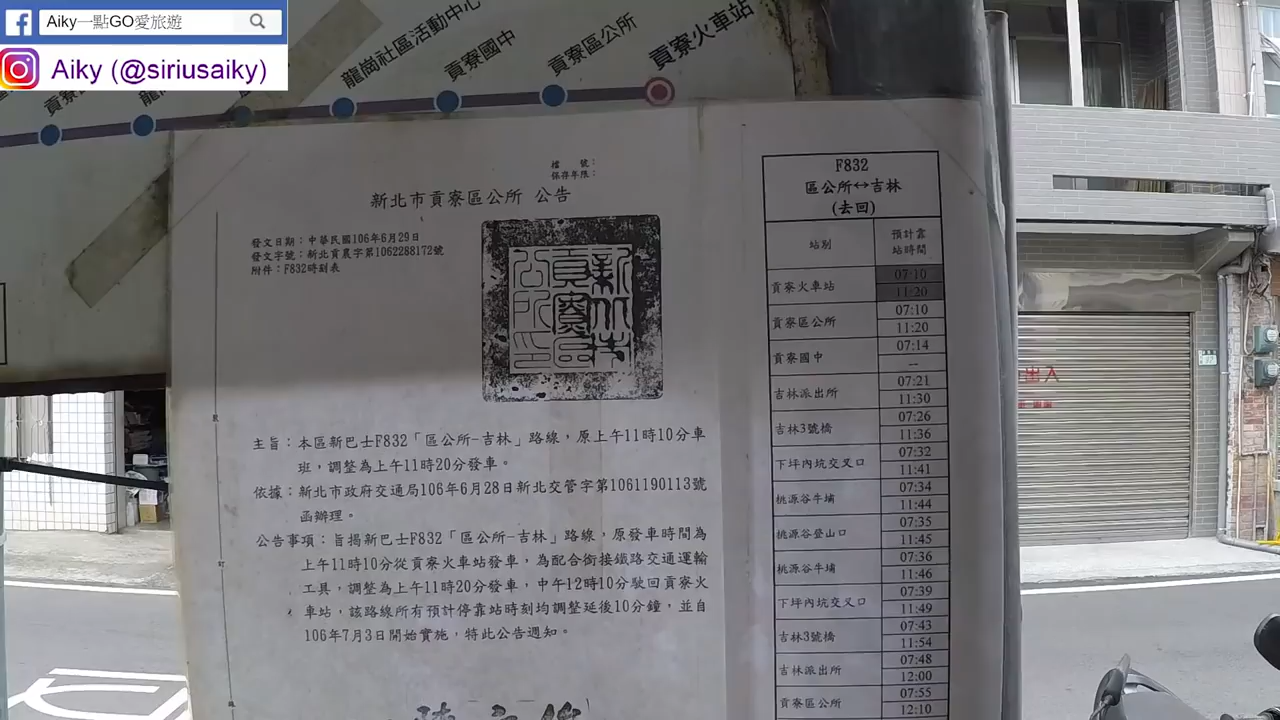 Aiky一點GO愛旅遊
Aiky (@siriusaiky)
龍崗社區活動中心
貢寮國中
貢寮區公所
貢寮火車站
檔　號：
保存年限：
新北市貢寮區公所 公告
發文日期：中華民國106年6月29日
發文字號：新北貢農字第1062288172號
附件：F832時刻表
新北市
貢寮區
公所印
主旨：本區新巴士F832「區公所-吉林」路線，原上午11時10分車
班，調整為上午11時20分發車。
依據：新北市政府交通局106年6月28日新北交管字第1061190113號
函辦理。
公告事項：旨揭新巴士F832「區公所-吉林」路線，原發車時間為
上午11時10分從貢寮火車站發車，為配合銜接鐵路交通運輸
工具，調整為上午11時20分發車，中午12時10分駛回貢寮火
車站，該路線所有預計停靠站時刻均調整延後10分鐘，並自
106年7月3日開始實施，特此公告週知。
F832
區公所↔吉林
(去回)
站別 預計靠
站時間
貢寮火車站 07:10
11:20
貢寮區公所 07:10
11:20
貢寮國中 07:14
—
吉林派出所 07:21
11:30
吉林3號橋 07:26
11:36
下坪內坑交叉口 07:32
11:41
桃源谷牛埔 07:34
11:44
桃源谷登山口 07:35
11:45
桃源谷牛埔 07:36
11:46
下坪內坑交叉口 07:39
11:49
吉林3號橋 07:43
11:54
吉林派出所 07:48
12:00
貢寮區公所 07:55
12:10
出入